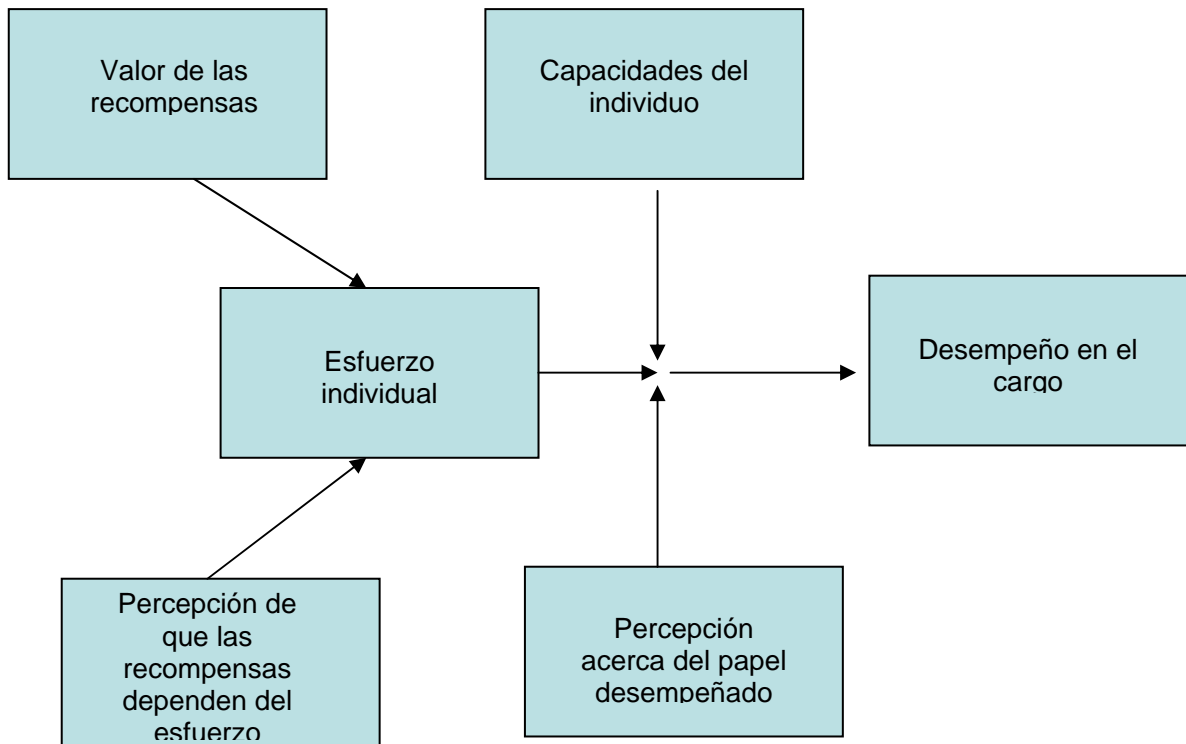 Valor de las
recompensas
Capacidades del
individuo
Esfuerzo
individual
Desempeño en el
cargo
Percepción de
que las
recompensas
dependen del
esfuerzo
Percepción
acerca del papel
desempeñado